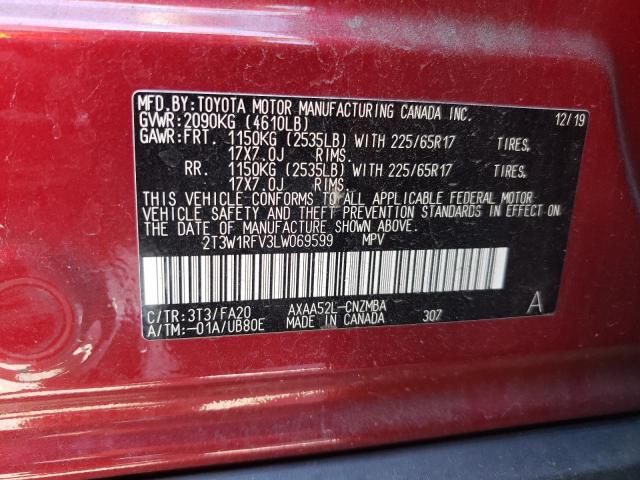 MFD.BY:TOYOTA MOTOR MANUFACTURING CANADA INC. 12/19
GVWR:2090KG (4610LB)
GAWR:FRT. 1150KG (2535LB) WITH 225/65R17 TIRES.
17X7.0J RIMS.
RR. 1150KG (2535LB) WITH 225/65R17 TIRES.
17X7.0J RIMS.
THIS VEHICLE CONFORMS TO ALL APPLICABLE FEDERAL MOTOR
VEHICLE SAFETY AND THEFT PREVENTION STANDARDS IN EFFECT ON
THE DATE OF MANUFACTURE SHOWN ABOVE.
2T3W1RFV3LW069599 MPV
C/TR:3T3/FA20 AXAA52L-CNZMBA A
A/TM:-01A/UB80E MADE IN CANADA 307